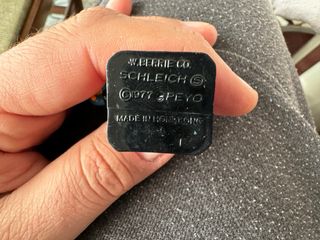 W. BERRIE CO.
SCHLEICH S
© 1977 PEYO
MADE IN HONG KONG